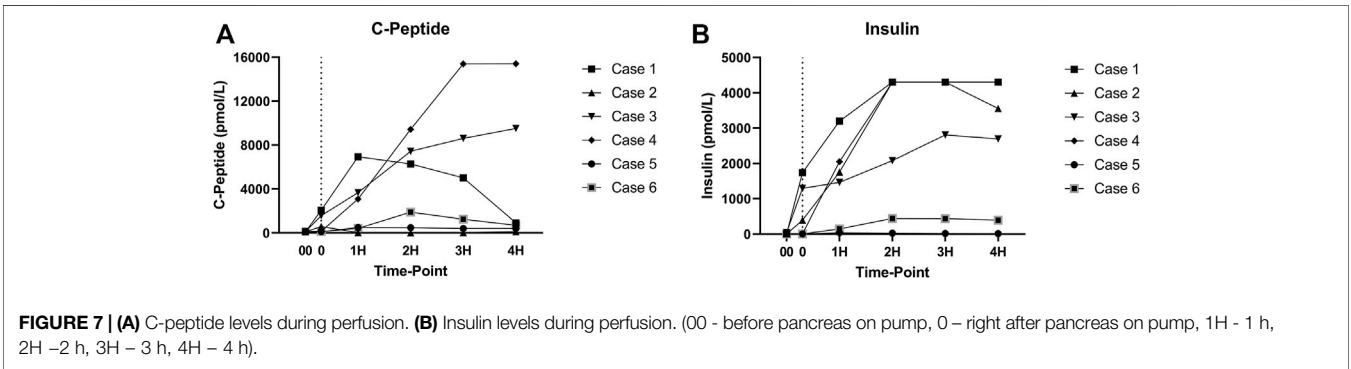 A
C-Peptide
C-Peptide (pmol/L)
16000
12000
8000
4000
0
00 0 1H 2H 3H 4H
Time-Point
Case 1
Case 2
Case 3
Case 4
Case 5
Case 6
B
Insulin
Insulin (pmol/L)
5000
4000
3000
2000
1000
0
00 0 1H 2H 3H 4H
Time-Point
Case 1
Case 2
Case 3
Case 4
Case 5
Case 6
FIGURE 7 | (A) C-peptide levels during perfusion. (B) Insulin levels during perfusion. (00 - before pancreas on pump, 0 – right after pancreas on pump, 1H - 1 h,
2H –2 h, 3H – 3 h, 4H – 4 h).